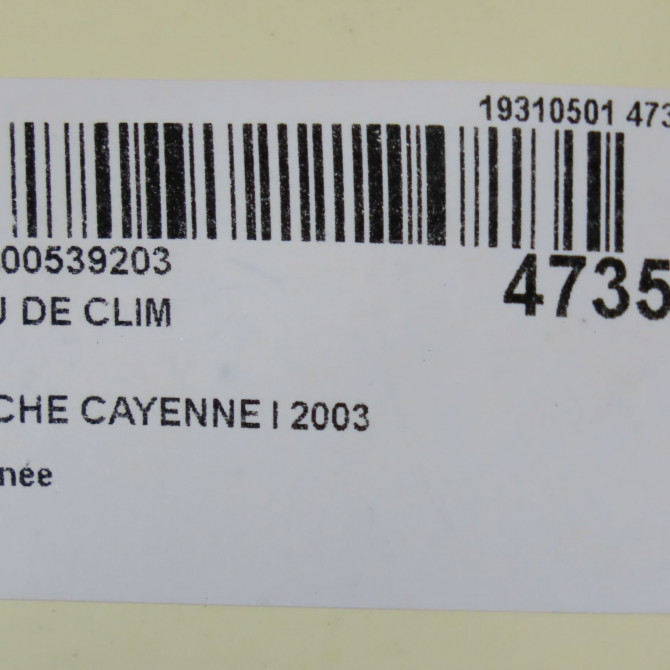 19310501 473
00539203
4735
U DE CLIM
CHE CAYENNE I 2003
née